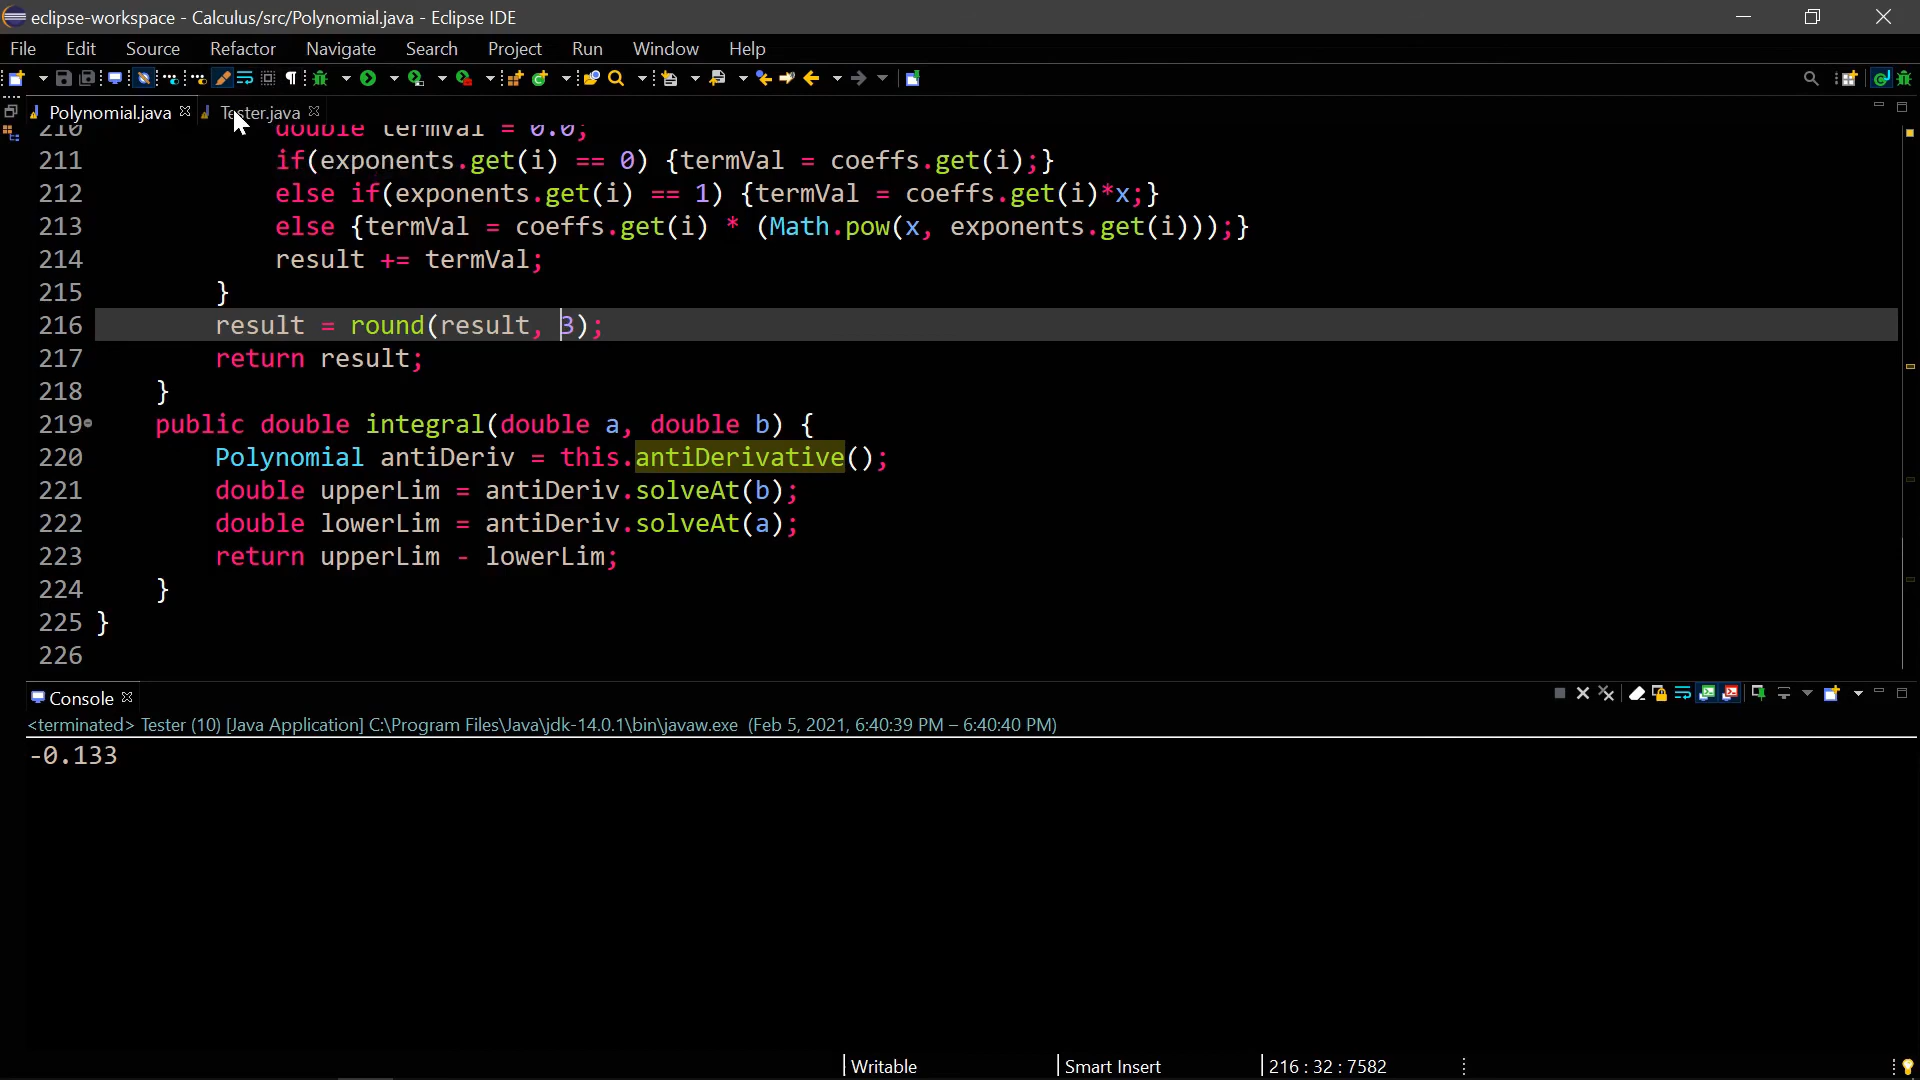 eclipse-workspace - Calculus/src/Polynomial.java - Eclipse IDE
File Edit Source Refactor Navigate Search Project Run Window Help
Polynomial.java Tester.java
210 double termVal = 0.0;
211 if(exponents.get(i) == 0) {termVal = coeffs.get(i);}
212 else if(exponents.get(i) == 1) {termVal = coeffs.get(i)*x;}
213 else {termVal = coeffs.get(i) * (Math.pow(x, exponents.get(i)));}
214 result += termVal;
215 }
216 result = round(result, 3);
217 return result;
218 }
219 public double integral(double a, double b) {
220 Polynomial antiDeriv = this.antiDerivative();
221 double upperLim = antiDeriv.solveAt(b);
222 double lowerLim = antiDeriv.solveAt(a);
223 return upperLim - lowerLim;
224 }
225 }
226
Console
<terminated> Tester (10) [Java Application] C:\Program Files\Java\jdk-14.0.1\bin\javaw.exe (Feb 5, 2021, 6:40:39 PM – 6:40:40 PM)
-0.133
Writable Smart Insert 216 : 32 : 7582